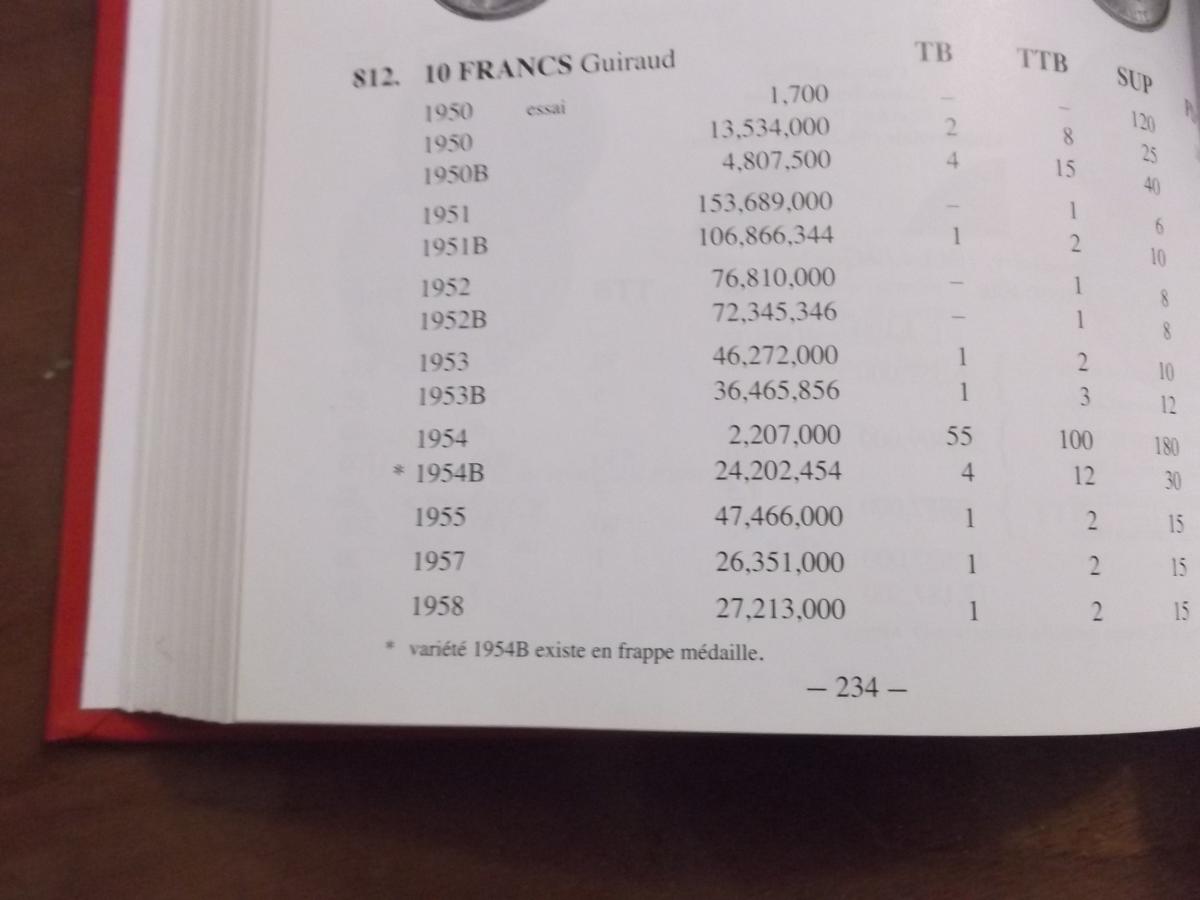 812. 10 FRANCS Guiraud TB TTB SUP
1950 essai 1,700 – – 120
1950 13,534,000 2 8 25
1950B 4,807,500 4 15 40
1951 153,689,000 – 1 6
1951B 106,866,344 1 2 10
1952 76,810,000 – 1 8
1952B 72,345,346 – 1 8
1953 46,272,000 1 2 10
1953B 36,465,856 1 3 12
1954 2,207,000 55 100 180
* 1954B 24,202,454 4 12 30
1955 47,466,000 1 2 15
1957 26,351,000 1 2 15
1958 27,213,000 1 2 15
* variété 1954B existe en frappe médaille.
– 234 –